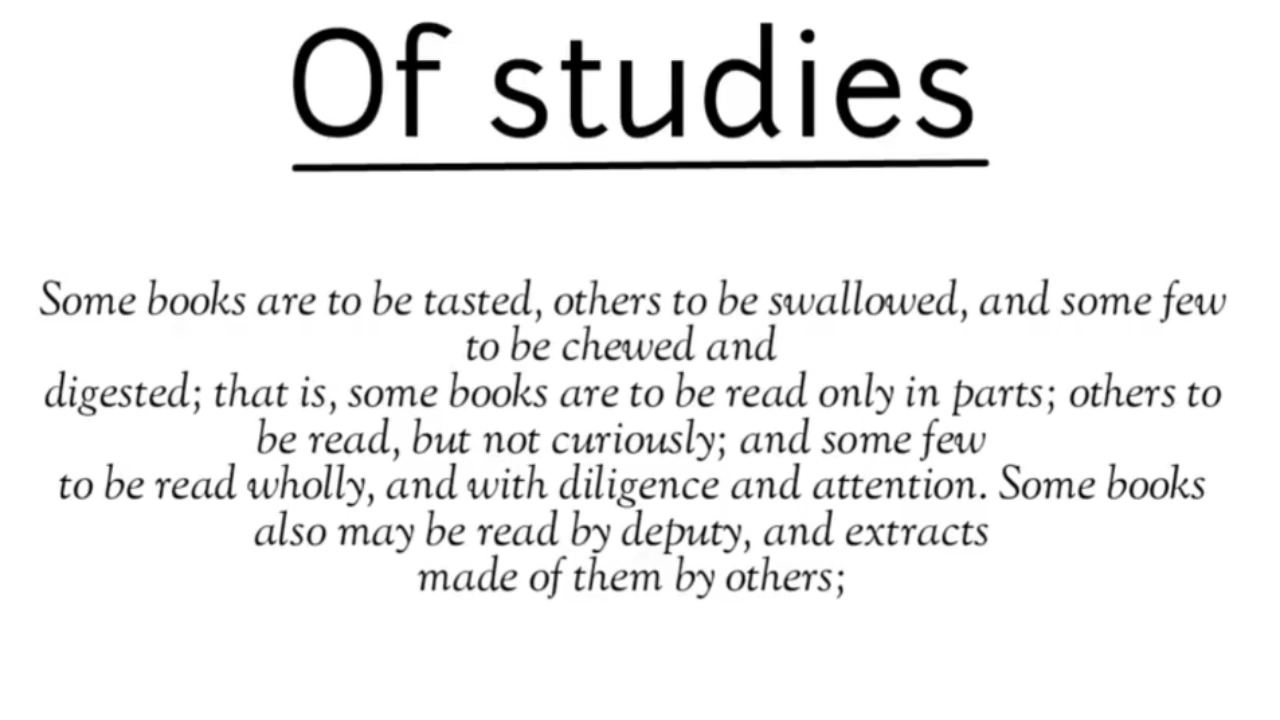 Of studies
Some books are to be tasted, others to be swallowed, and some few
to be chewed and
digested; that is, some books are to be read only in parts; others to
be read, but not curiously; and some few
to be read wholly, and with diligence and attention. Some books
also may be read by deputy, and extracts
made of them by others;